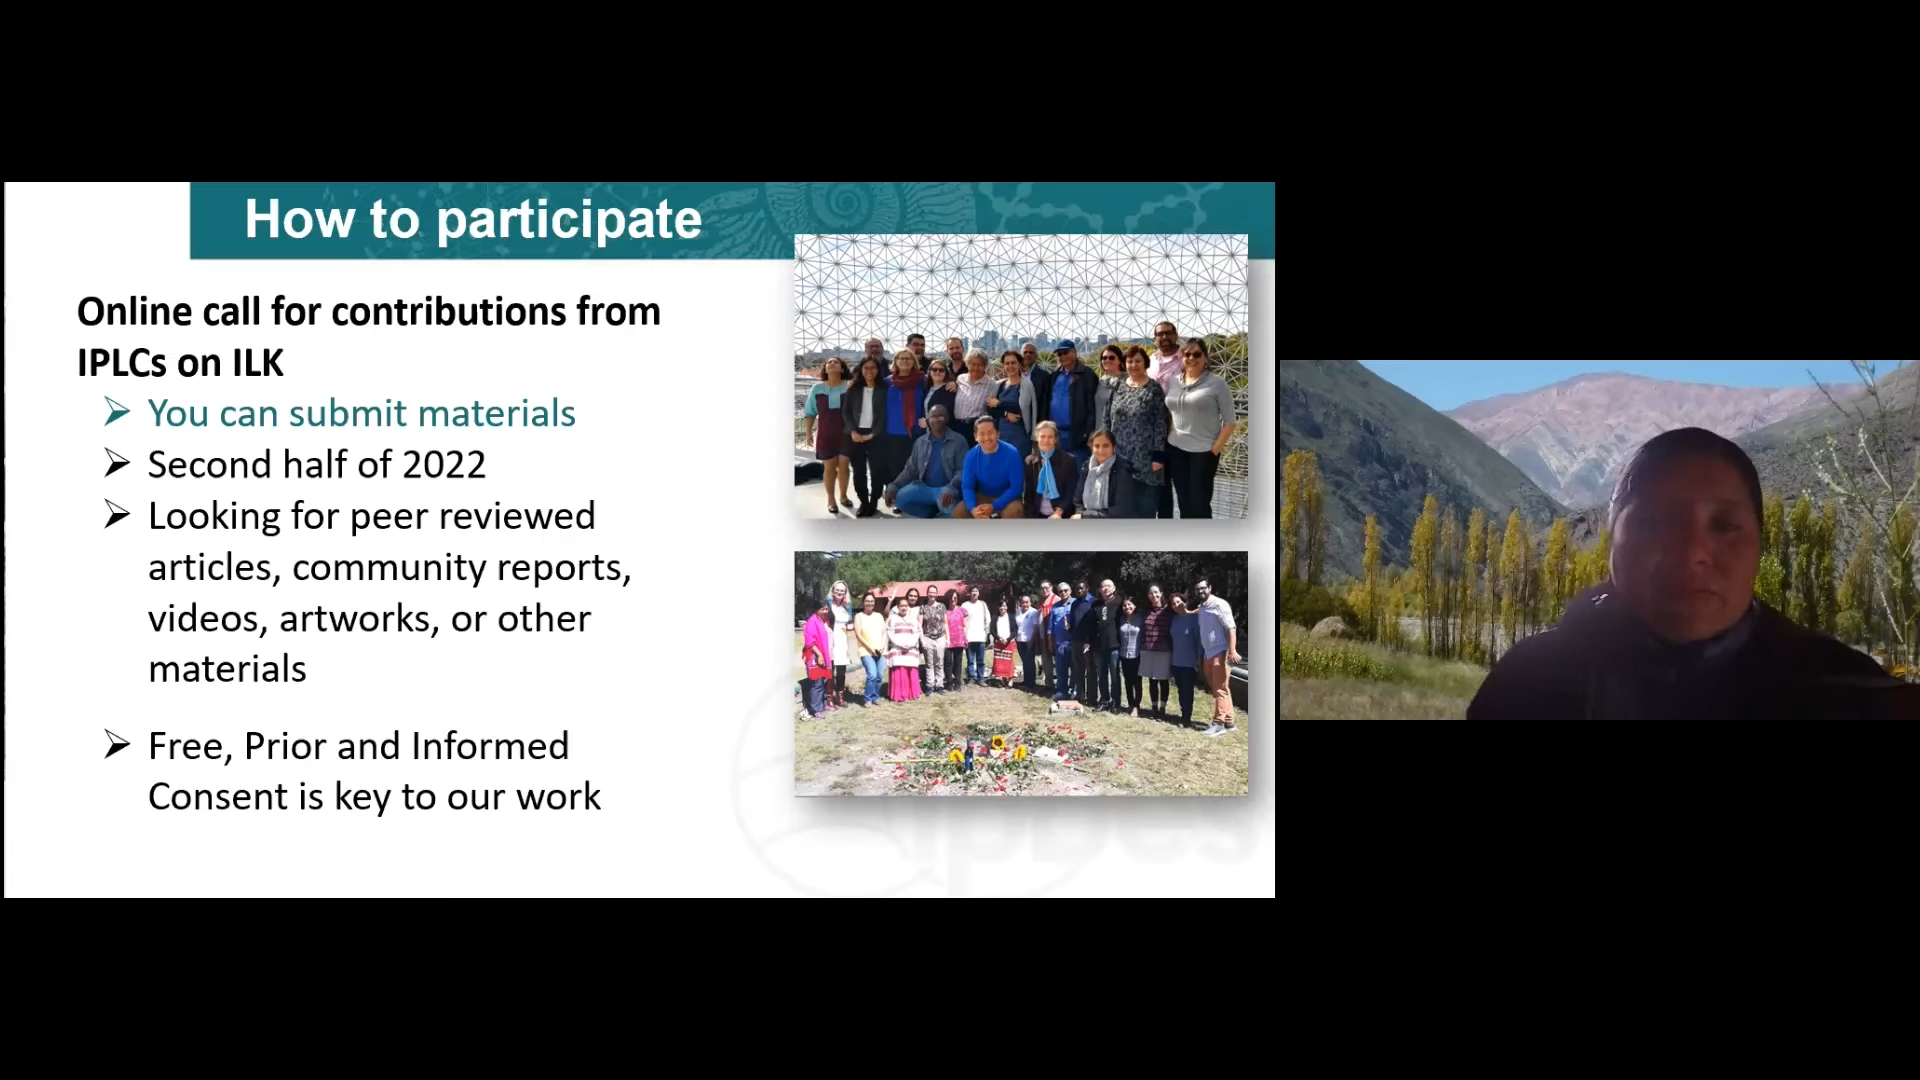 How to participate
Online call for contributions from
IPLCs on ILK
You can submit materials
Second half of 2022
Looking for peer reviewed
articles, community reports,
videos, artworks, or other
materials
Free, Prior and Informed
Consent is key to our work
ipbes